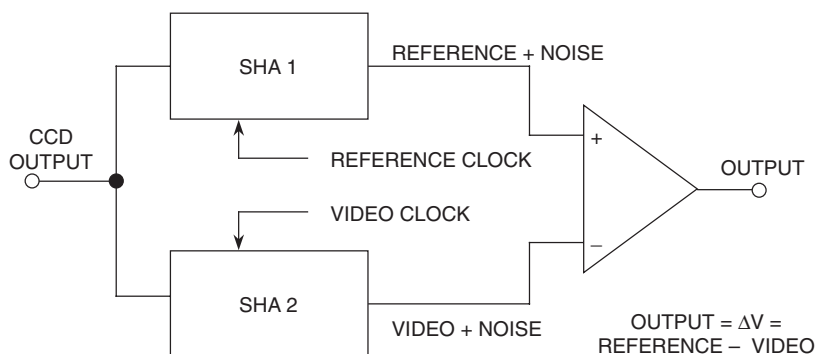 SHA 1
REFERENCE + NOISE
CCD
OUTPUT
REFERENCE CLOCK
VIDEO CLOCK
+
–
OUTPUT
SHA 2
VIDEO + NOISE
OUTPUT = ΔV =
REFERENCE – VIDEO